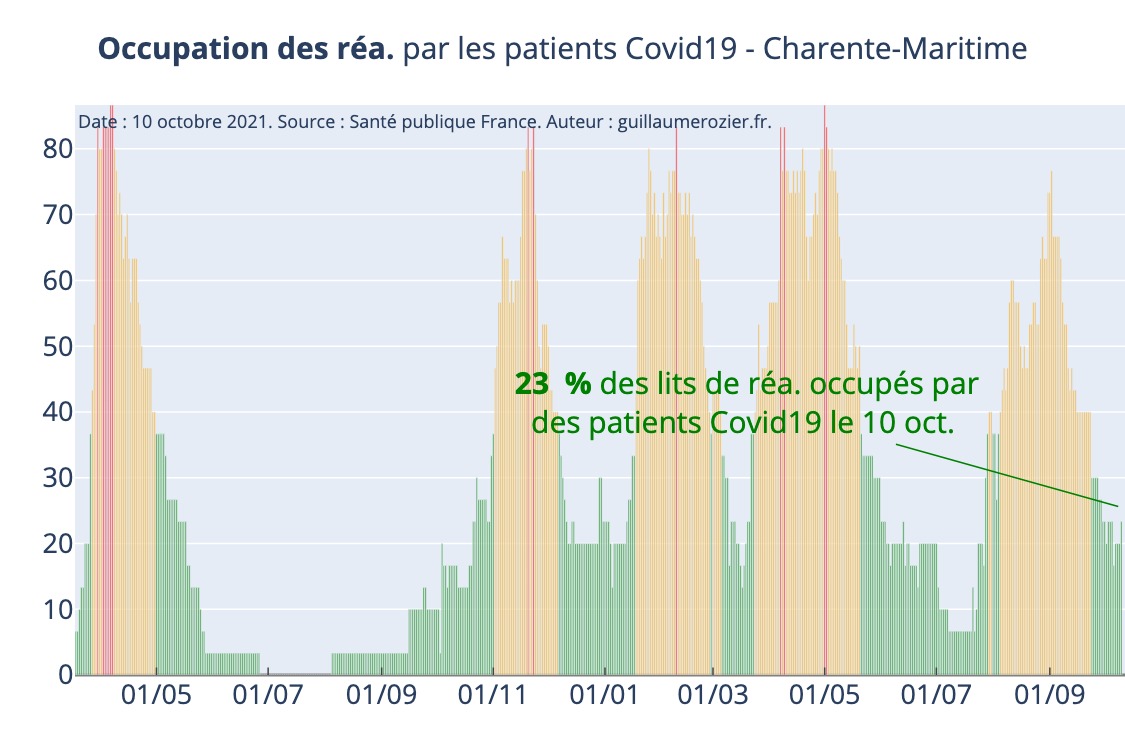 Occupation des réa. par les patients Covid19 - Charente-Maritime
Date : 10 octobre 2021. Source : Santé publique France. Auteur : guillaumerozier.fr.
80
70
60
50
40
30
20
10
0
23 % des lits de réa. occupés par
des patients Covid19 le 10 oct.
01/05 01/07 01/09 01/11 01/01 01/03 01/05 01/07 01/09